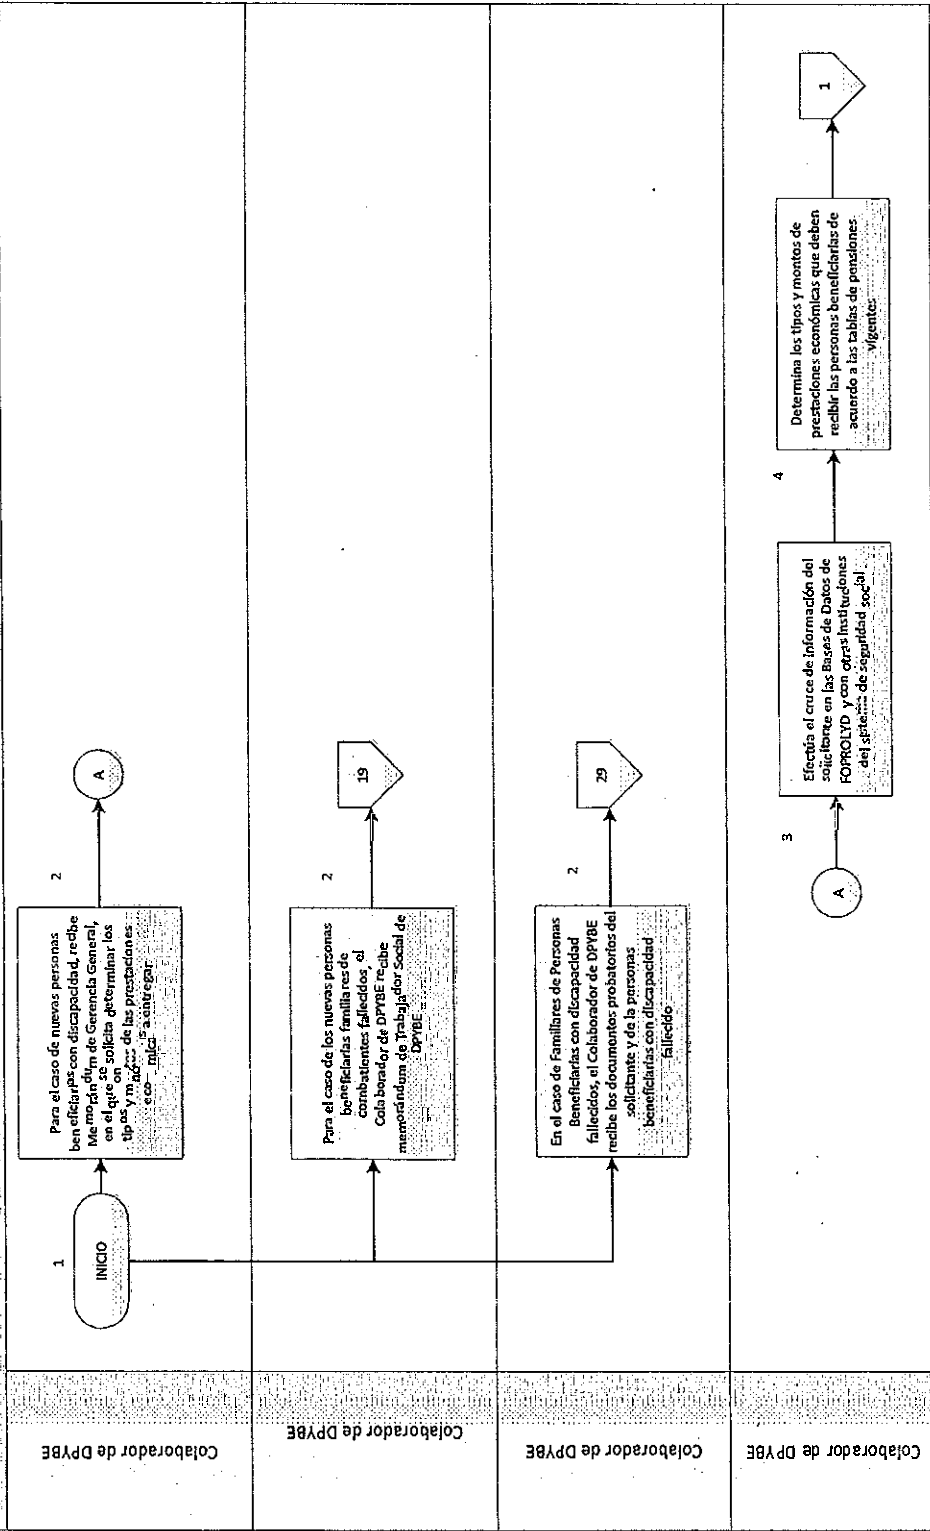 Colaborador de DPYBE
1
INICIO
Para el caso de nuevas personas
beneficiarias con discapacidad, recibe
Memorándum de Gerencia General,
en el que se solicita determinar los
tipos y de las prestaciones
a entregar
2
A
Colaborador de DPYBE
Para el caso de los nuevas personas
beneficiarias familiares de
combatientes fallecidos, el
Colaborador de DPYBE recibe
memorándum de Trabajador Social de
DPYBE
2
19
Colaborador de DPYBE
En el caso de Familiares de Personas
Beneficiarias con discapacidad
fallecidos, el Colaborador de DPYBE
recibe los documentos probatorios del
solicitante y de la personas
beneficiarias con discapacidad
fallecido
2
29
Colaborador de DPYBE
A
3
Efectúa el cruce de información del
solicitante en las Bases de Datos de
FOPROLYD y con otras Instituciones
del sistema de seguridad social
4
Determina los tipos y montos de
prestaciones económicas que deben
recibir las personas beneficiarias de
acuerdo a las tablas de pensiones
vigentes
1